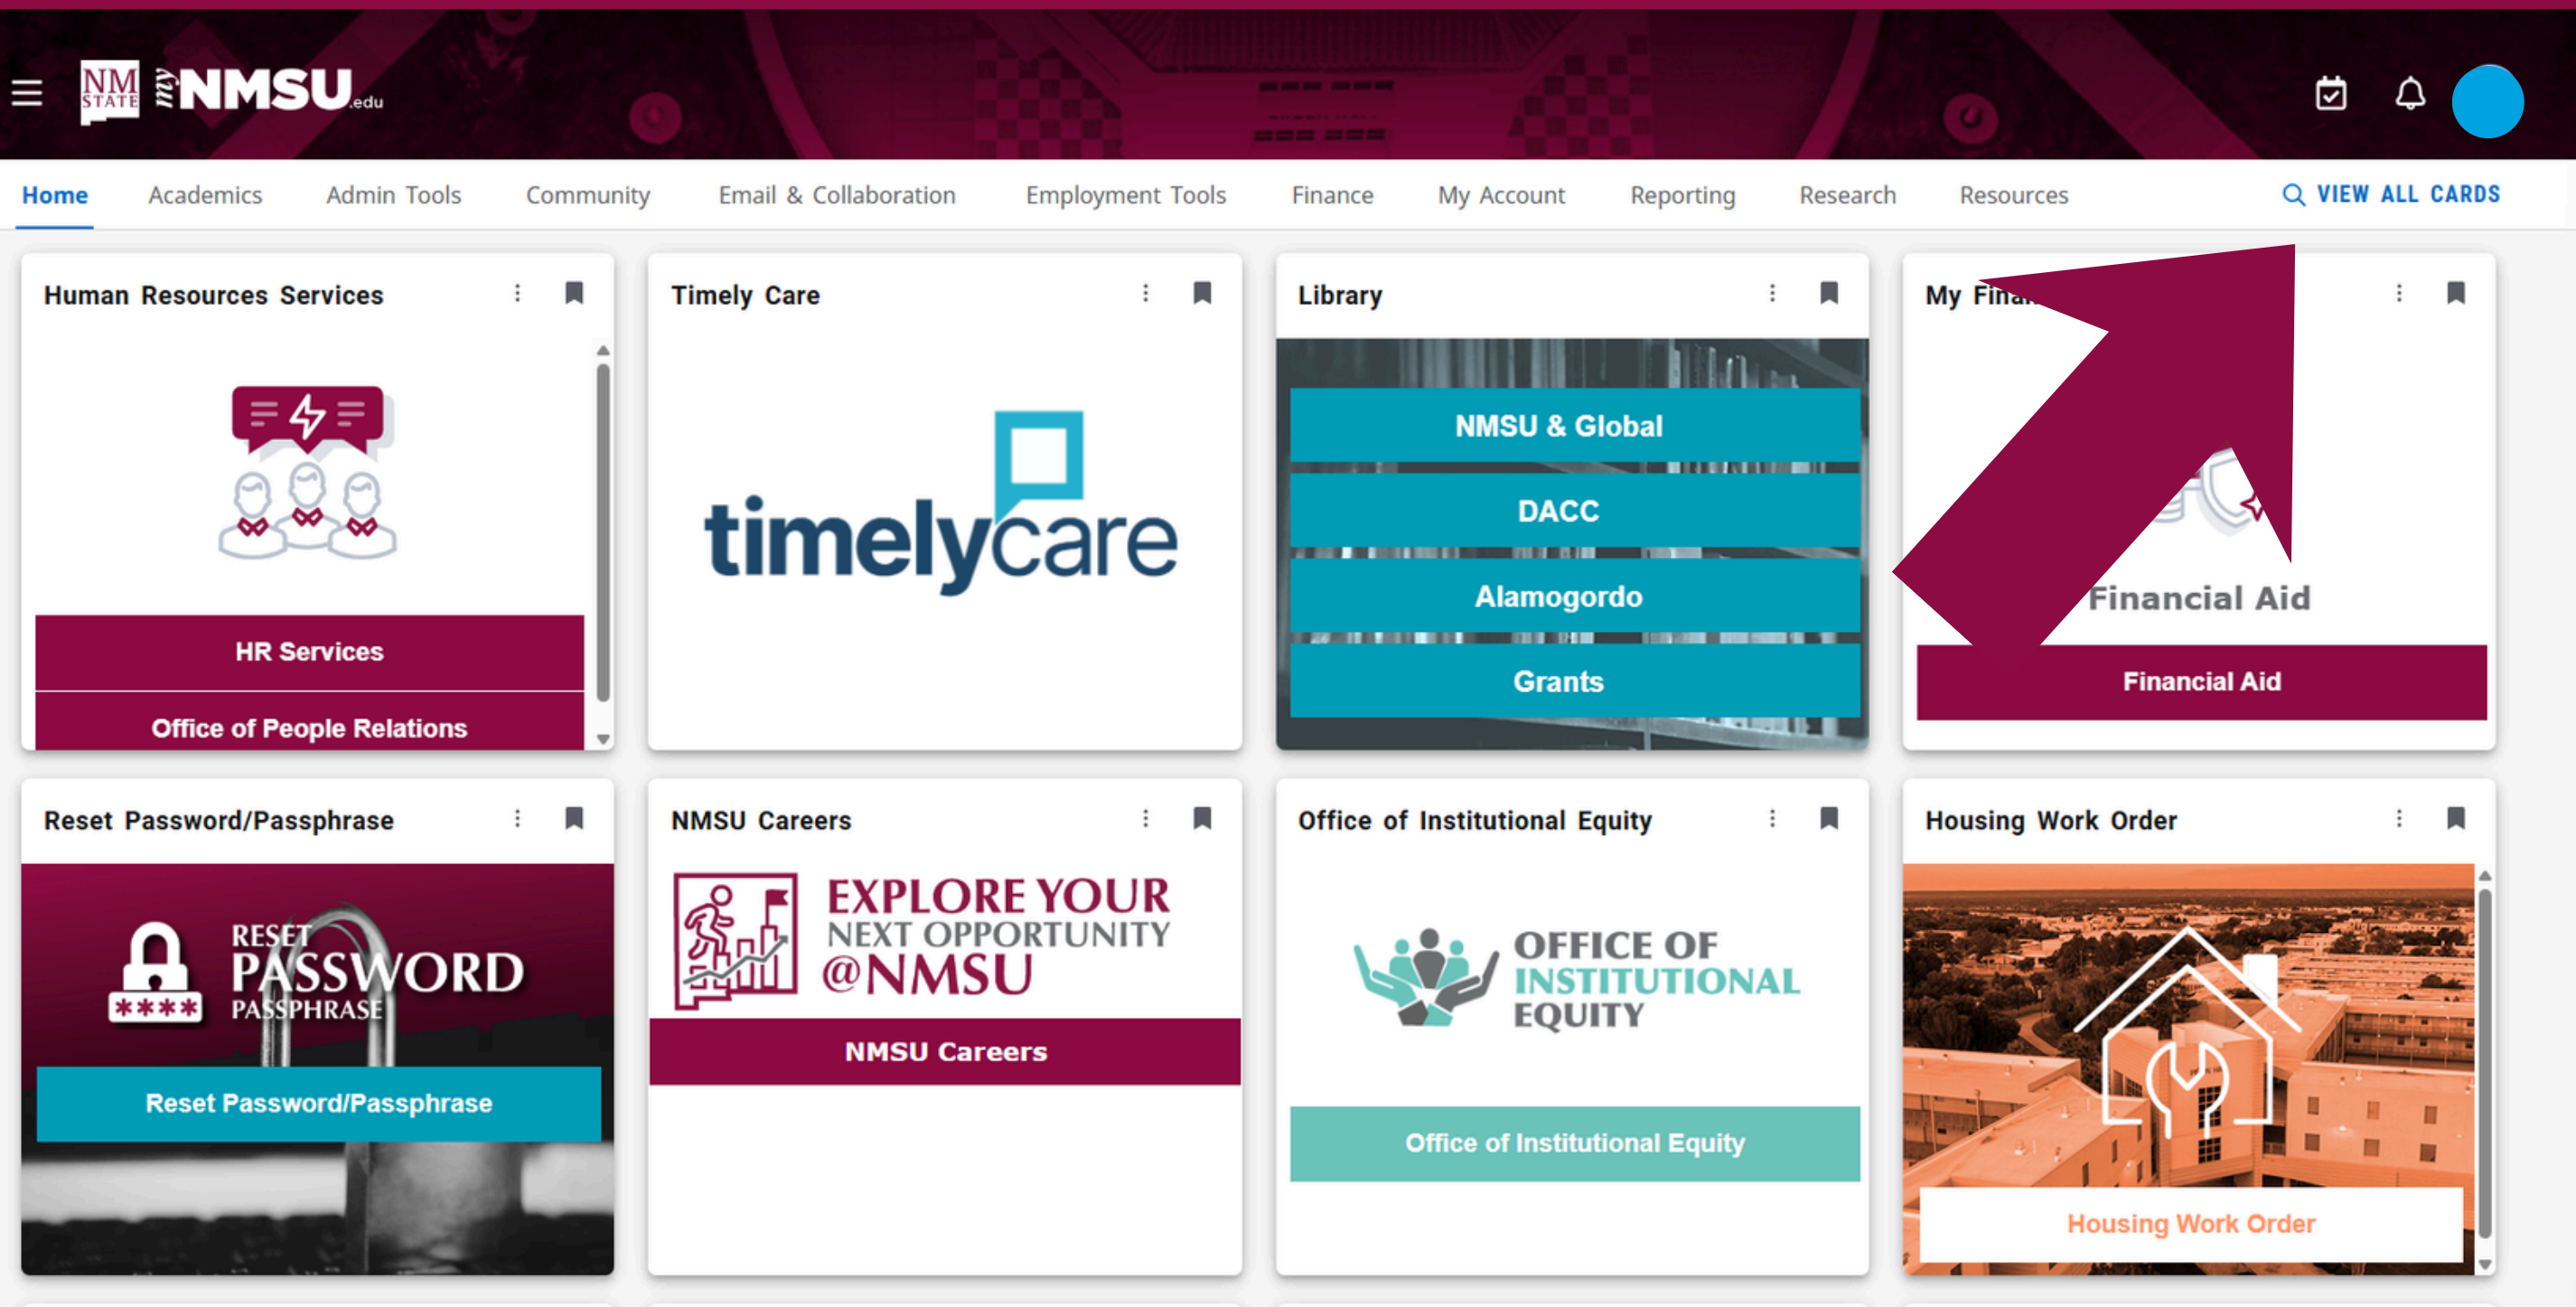 NM
STATE
myNMSU.edu
Home Academics Admin Tools Community Email & Collaboration Employment Tools Finance My Account Reporting Research Resources VIEW ALL CARDS
Human Resources Services
HR Services
Office of People Relations
Timely Care
timelycare
Library
NMSU & Global
DACC
Alamogordo
Grants
My
Financial Aid
Financial Aid
Reset Password/Passphrase
RESET
PASSWORD
PASSPHRASE
****
Reset Password/Passphrase
NMSU Careers
EXPLORE YOUR
NEXT OPPORTUNITY
@NMSU
NMSU Careers
Office of Institutional Equity
OFFICE OF
INSTITUTIONAL
EQUITY
Office of Institutional Equity
Housing Work Order
Housing Work Order